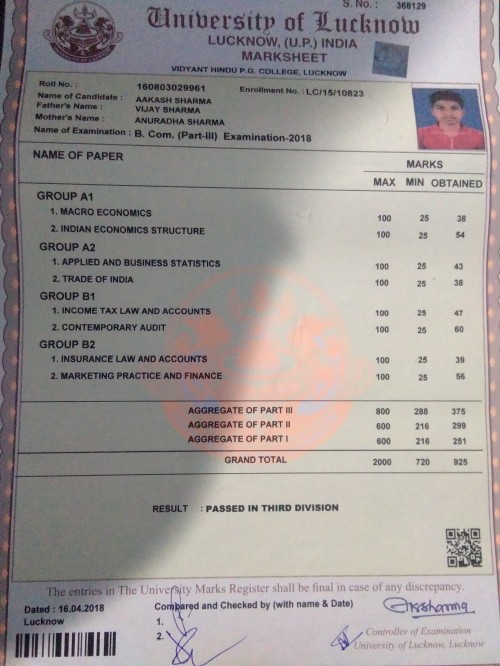 S. No.: 368129
University of Lucknow
LUCKNOW, (U.P.) INDIA
MARKSHEET
VIDYANT HINDU P.G. COLLEGE, LUCKNOW
Roll No. : 160803029961 Enrollment No. : LC/15/10823
Name of Candidate : AAKASH SHARMA
Father's Name : VIJAY SHARMA
Mother's Name : ANURADHA SHARMA
Name of Examination : B. Com. (Part-III) Examination-2018
NAME OF PAPER MARKS
MAX MIN OBTAINED
GROUP A1
1. MACRO ECONOMICS 100 25 38
2. INDIAN ECONOMICS STRUCTURE 100 25 54
GROUP A2
1. APPLIED AND BUSINESS STATISTICS 100 25 43
2. TRADE OF INDIA 100 25 38
GROUP B1
1. INCOME TAX LAW AND ACCOUNTS 100 25 47
2. CONTEMPORARY AUDIT 100 25 60
GROUP B2
1. INSURANCE LAW AND ACCOUNTS 100 25 39
2. MARKETING PRACTICE AND FINANCE 100 25 56
AGGREGATE OF PART III 800 288 375
AGGREGATE OF PART II 600 216 299
AGGREGATE OF PART I 600 216 251
GRAND TOTAL 2000 720 925
RESULT : PASSED IN THIRD DIVISION
The entries in The University Marks Register shall be final in case of any discrepancy.
Dated : 16.04.2018 Compared and Checked by (with name & Date)
Lucknow 1.
2.
Controller of Examination
University of Lucknow, Lucknow